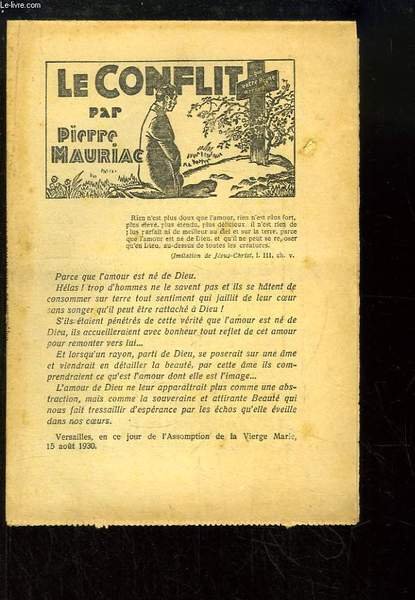 © Le-livre.com
LE CONFLIT
PAR
Pierre
MAURIAC
votre
Rien n'est plus doux que l'amour, rien n'est plus fort,
plus élevé, plus étendu, plus délicieux il n'est rien de
plus parfait ni de meilleur au ciel et sur la terre, parce
que l'amour est né de Dieu, et qu'il ne peut se reposer
qu'en Dieu, au-dessus de toutes les créatures.
(Imitation de Jésus-Christ, l. III, ch. v.
Parce que l'amour est né de Dieu.
Hélas ! trop d'hommes ne le savent pas et ils se hâtent de
consommer sur terre tout sentiment qui jaillit de leur cœur
sans songer qu'il peut être rattaché à Dieu !
S'ils étaient pénétrés de cette vérité que l'amour est né de
Dieu, ils accueilleraient avec bonheur tout reflet de cet amour
pour remonter vers lui...
Et lorsqu'un rayon, parti de Dieu, se poserait sur une âme
et viendrait en détailler la beauté, par cette âme ils com-
prendraient ce qu'est l'amour dont elle est l'image...
L'amour de Dieu ne leur apparaîtrait plus comme une abs-
traction, mais comme la souveraine et attirante Beauté qui
nous fait tressaillir d'espérance par les échos qu'elle éveille
dans nos cœurs.
Versailles, en ce jour de l'Assomption de la Vierge Marie,
15 août 1930.